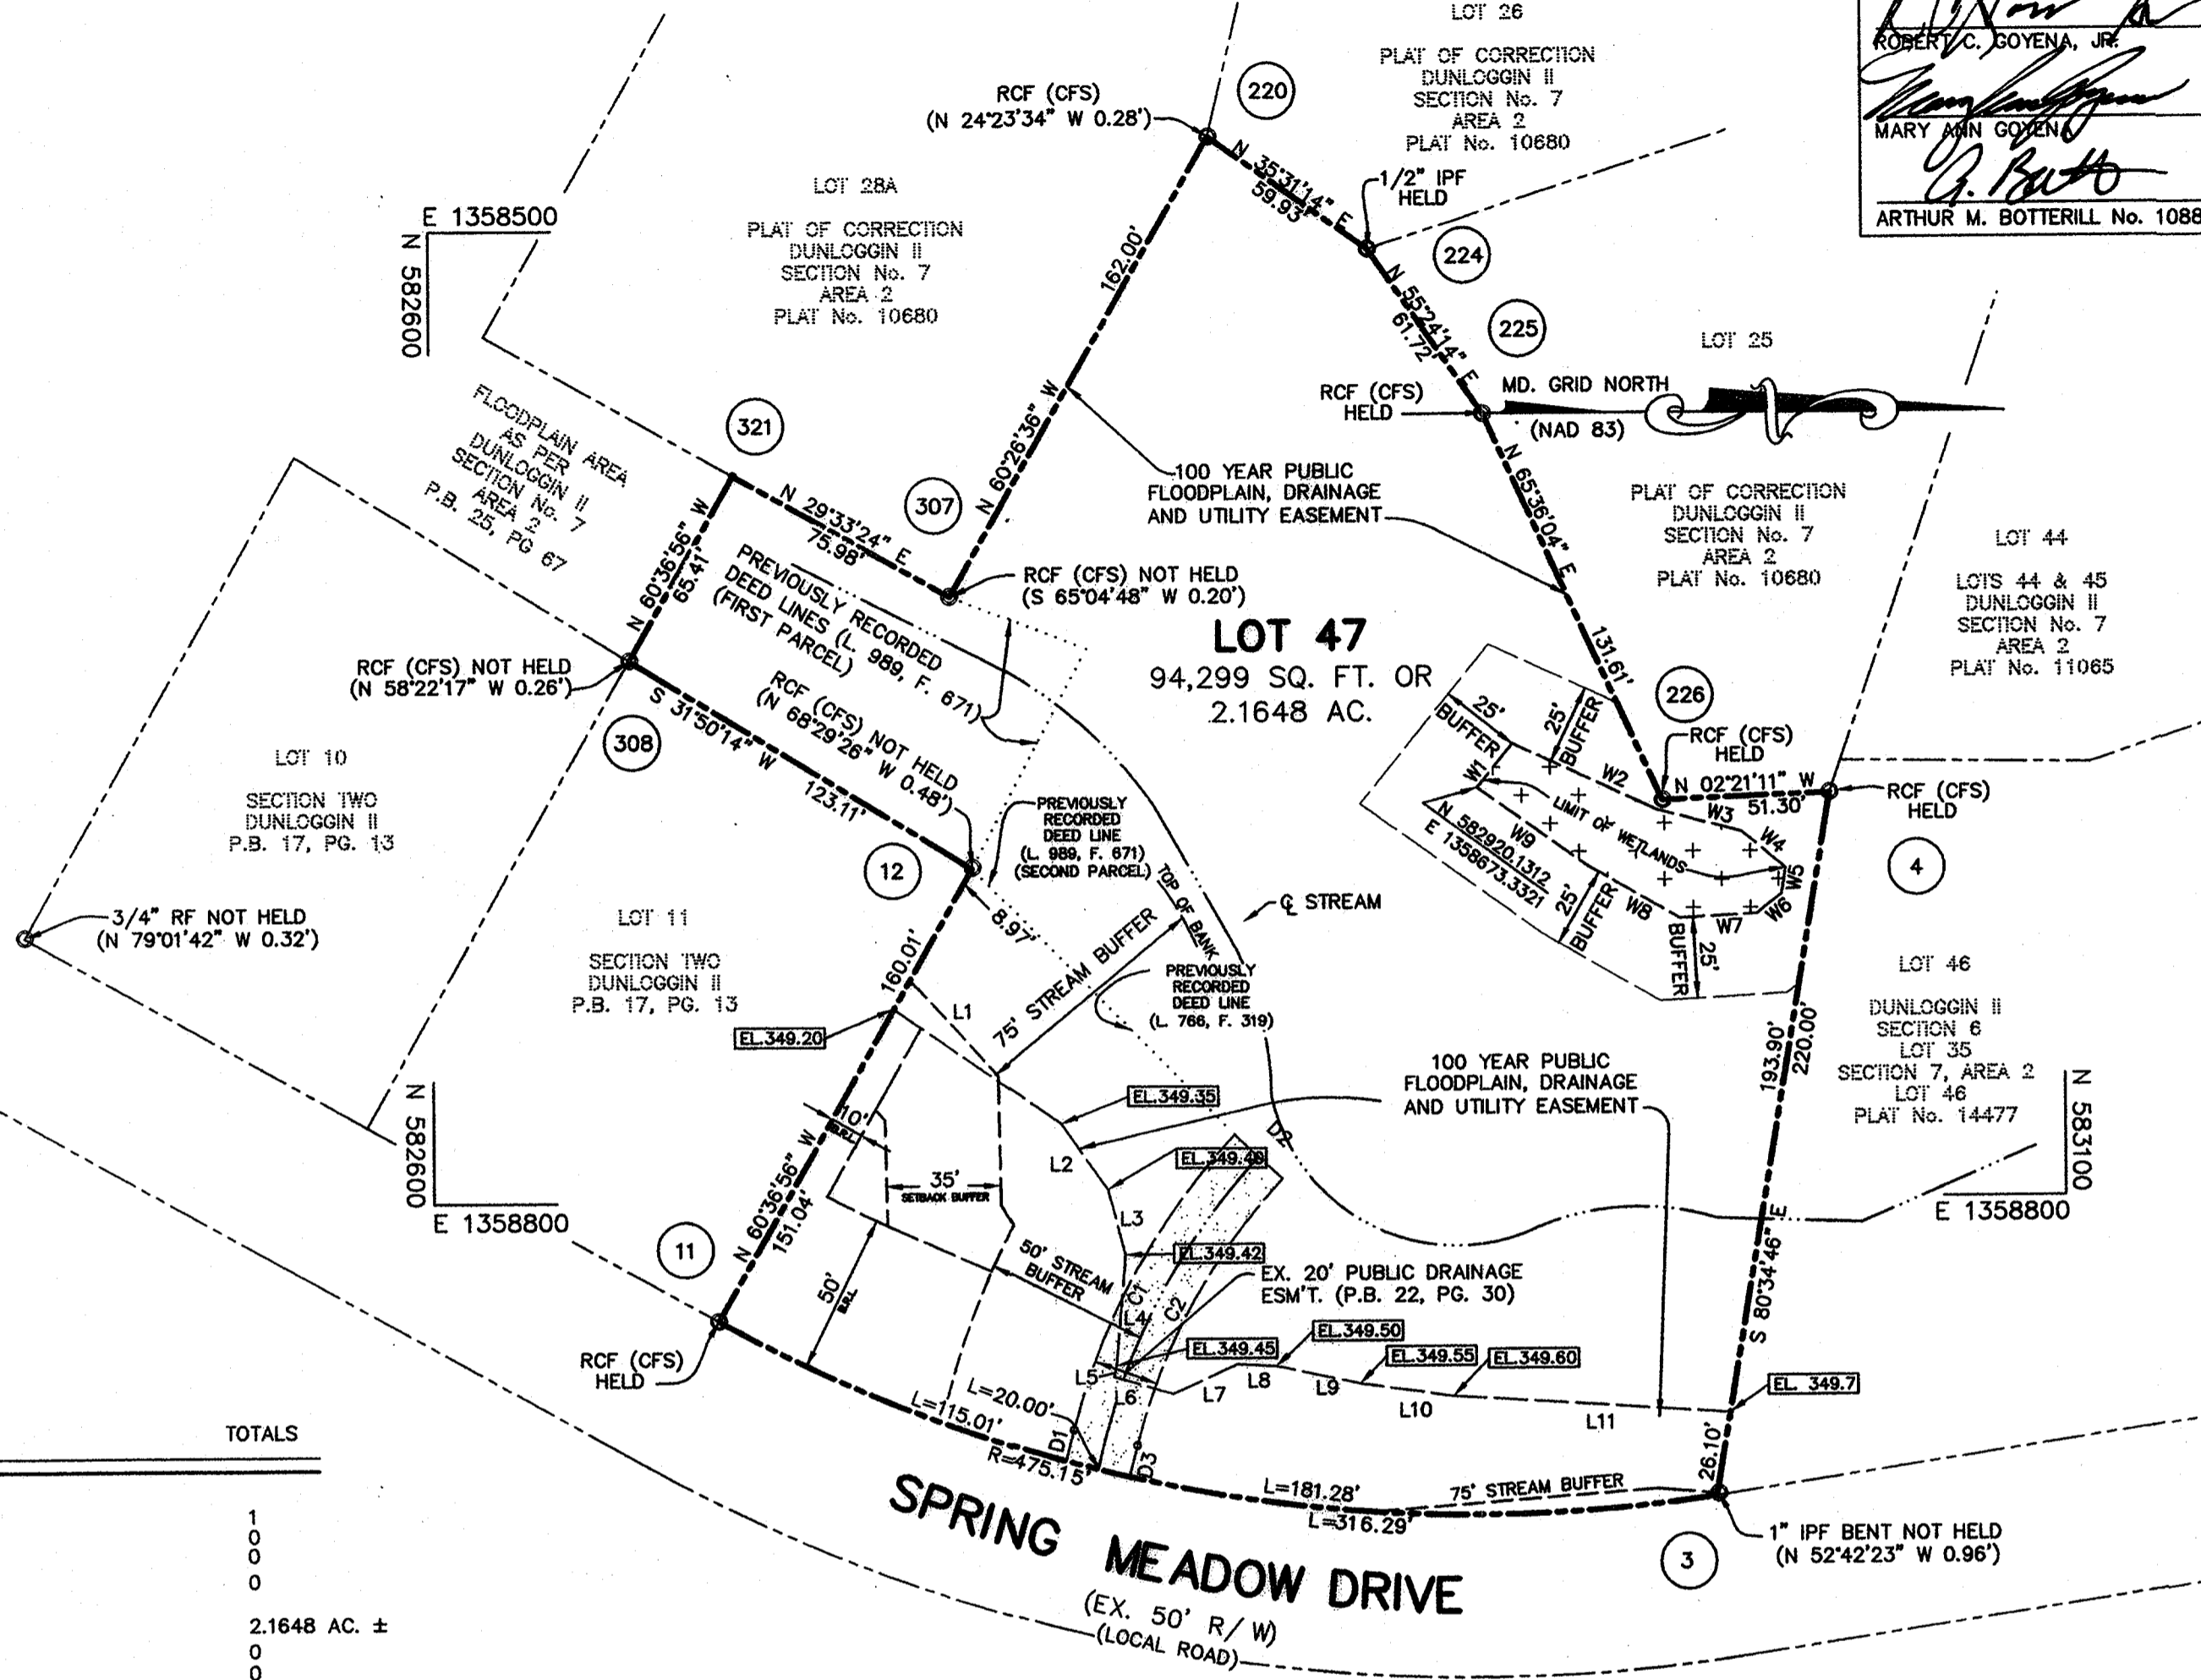 LOT 26
PLAT OF CORRECTION
DUNLOGGIN II
SECTION No. 7
AREA 2
PLAT No. 10680
ROBERT C. GOYENA, JR.
MARY ANN GOYENA
ARTHUR M. BOTTERILL No. 1088
RCF (CFS)
(N 24°23'34" W 0.28')
220
N 35°31'14" E
59.93'
1/2" IPF
HELD
224
N 55°24'14" E
61.72'
225
LOT 28A
PLAT OF CORRECTION
DUNLOGGIN II
SECTION No. 7
AREA 2
PLAT No. 10680
E 1358500
N 582600
162.00'
N 60°26'36" W
LOT 25
RCF (CFS)
HELD
MD. GRID NORTH
(NAD 83)
FLOODPLAIN AREA
AS PER
DUNLOGGIN II
SECTION No. 7
AREA 2
P.B. 25, PG 67
321
N 29°33'24" E
75.98'
307
100 YEAR PUBLIC
FLOODPLAIN, DRAINAGE
AND UTILITY EASEMENT
N 65°36'04" E
131.61'
PLAT OF CORRECTION
DUNLOGGIN II
SECTION No. 7
AREA 2
PLAT No. 10680
LOT 44
LOTS 44 & 45
DUNLOGGIN II
SECTION No. 7
AREA 2
PLAT No. 11065
N 60°36'56" W
65.41'
PREVIOUSLY RECORDED
DEED LINES (L. 989, F. 671)
(FIRST PARCEL)
RCF (CFS) NOT HELD
(S 65°04'48" W 0.20')
LOT 47
94,299 SQ. FT. OR
2.1648 AC.
RCF (CFS) NOT HELD
(N 58°22'17" W 0.26')
308
S 31°50'14" W
123.11'
RCF (CFS) NOT HELD
(N 68°29'26" W 0.48')
25'
BUFFER
25'
BUFFER
226
RCF (CFS)
HELD
N 02°21'11" W
51.30'
RCF (CFS)
HELD
4
W1
W2
W3
W4
W5
W6
W7
W8
W9
LIMIT OF WETLANDS
N 582920.1312
E 1358673.3321
25'
BUFFER
25'
BUFFER
LOT 10
SECTION TWO
DUNLOGGIN II
P.B. 17, PG. 13
12
PREVIOUSLY
RECORDED
DEED LINE
(L. 989, F. 671)
(SECOND PARCEL)
TOP OF BANK
℄ STREAM
3/4" RF NOT HELD
(N 79°01'42" W 0.32')
LOT 11
SECTION TWO
DUNLOGGIN II
P.B. 17, PG. 13
8.97'
160.01'
L1
75' STREAM BUFFER
PREVIOUSLY
RECORDED
DEED LINE
(L. 766, F. 319)
EL.349.20
LOT 46
DUNLOGGIN II
SECTION 6
LOT 35
SECTION 7, AREA 2
LOT 46
PLAT No. 14477
193.90'
220.00'
S 80°34'46" E
N 583100
E 1358800
100 YEAR PUBLIC
FLOODPLAIN, DRAINAGE
AND UTILITY EASEMENT
EL.349.35
D2
L2
EL.349.40
N 582600
E 1358800
10'
B.R.L.
35'
SETBACK BUFFER
L3
N 60°36'56" W
151.04'
11
50'
B.R.L.
50' STREAM
BUFFER
EL.349.42
C1
L4
C2
EX. 20' PUBLIC DRAINAGE
ESM'T. (P.B. 22, PG. 30)
EL.349.45
EL.349.50
EL.349.55
EL.349.60
EL. 349.7
L5
L6
L7
L8
L9
L10
L11
RCF (CFS)
HELD
L=20.00'
L=115.01'
R=475.15'
D1
D3
L=181.28'
L=316.29'
75' STREAM BUFFER
26.10'
1" IPF BENT NOT HELD
(N 52°42'23" W 0.96')
3
SPRING MEADOW DRIVE
(EX. 50' R/W)
(LOCAL ROAD)
TOTALS
1
0
0
0
2.1648 AC. ±
0
0